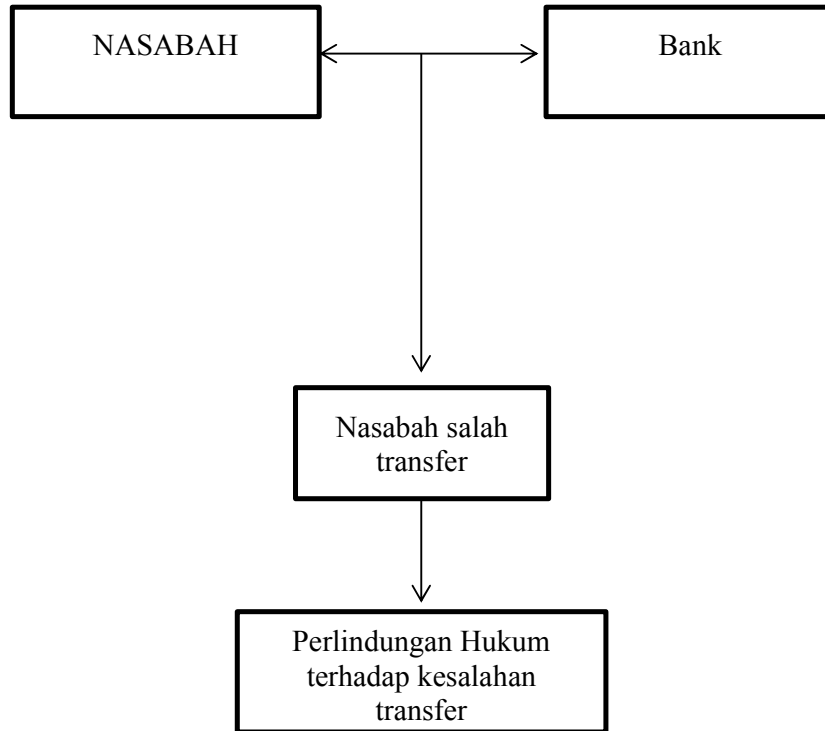 NASABAH
Bank
Nasabah salah
transfer
Perlindungan Hukum
terhadap kesalahan
transfer